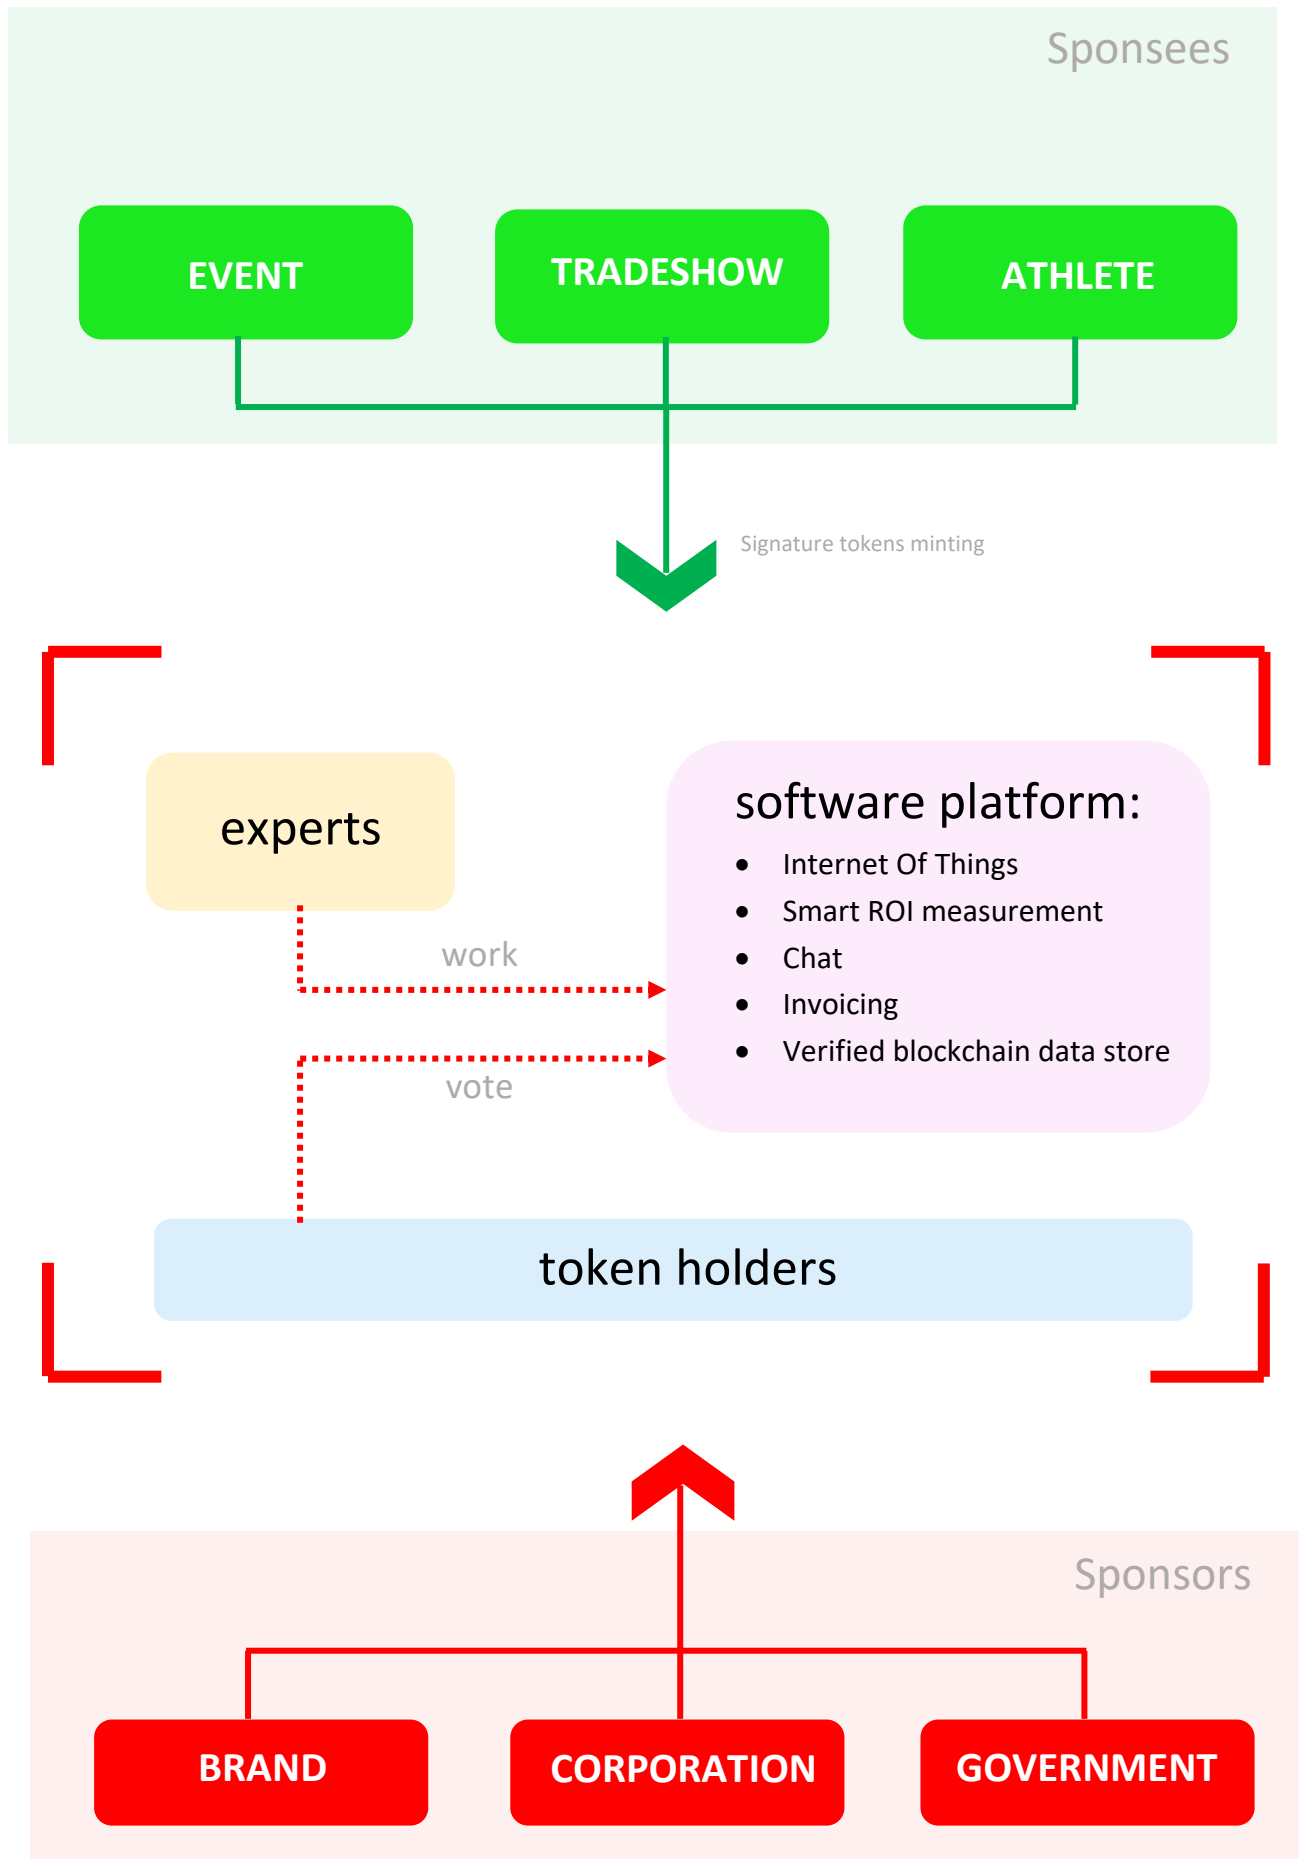 Sponsees
EVENT
TRADESHOW
ATHLETE
Signature tokens minting
experts
software platform:
• Internet Of Things
• Smart ROI measurement
• Chat
• Invoicing
• Verified blockchain data store
work
vote
token holders
Sponsors
BRAND
CORPORATION
GOVERNMENT